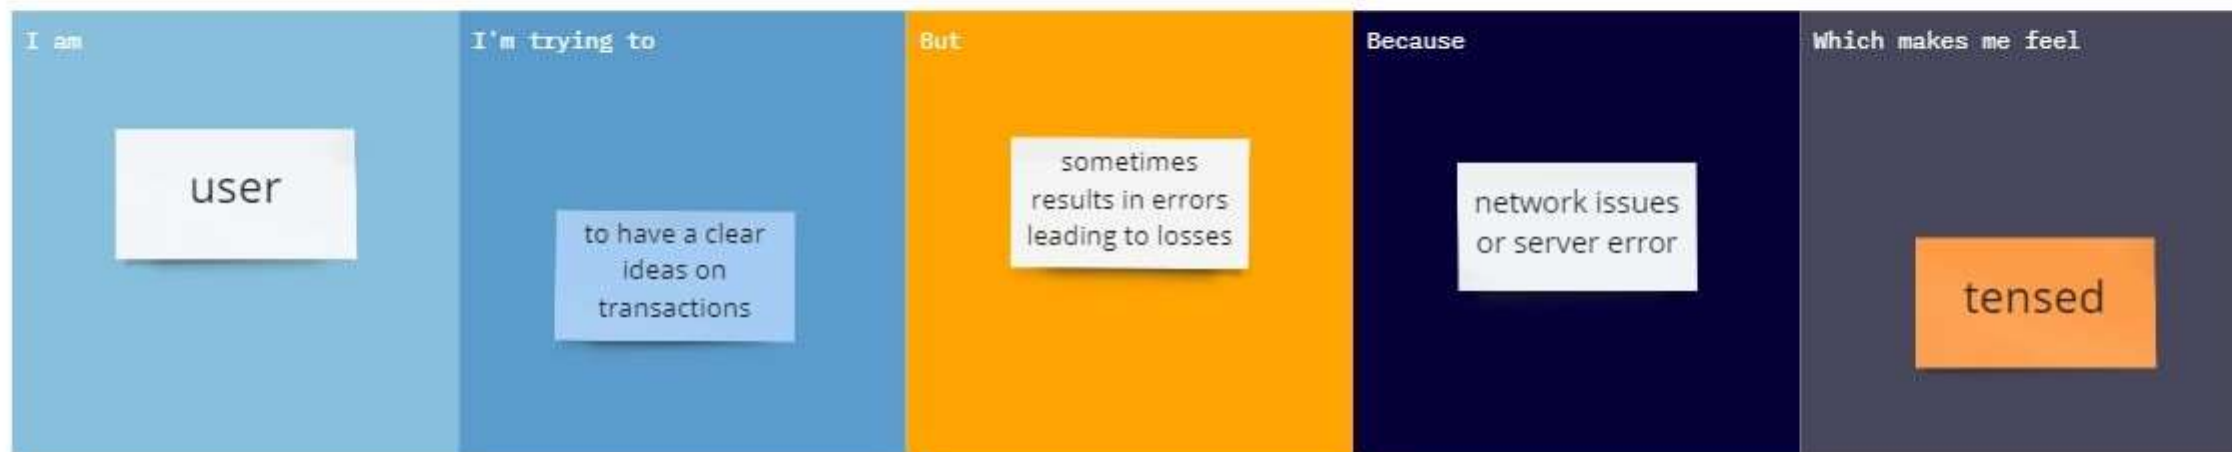 I am
user
I'm trying to
to have a clear
ideas on
transactions
But
sometimes
results in errors
leading to losses
Because
network issues
or server error
Which makes me feel
tensed